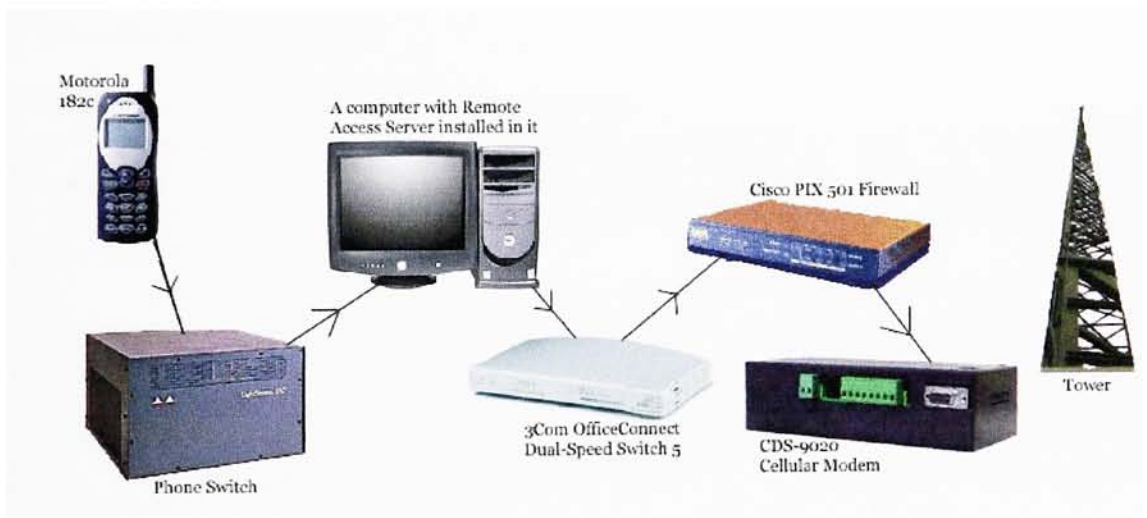 Motorola
182c
A computer with Remote
Access Server installed in it
Cisco PIX 501 Firewall
Tower
3Com OfficeConnect
Dual-Speed Switch 5
CDS-9020
Cellular Modem
Phone Switch